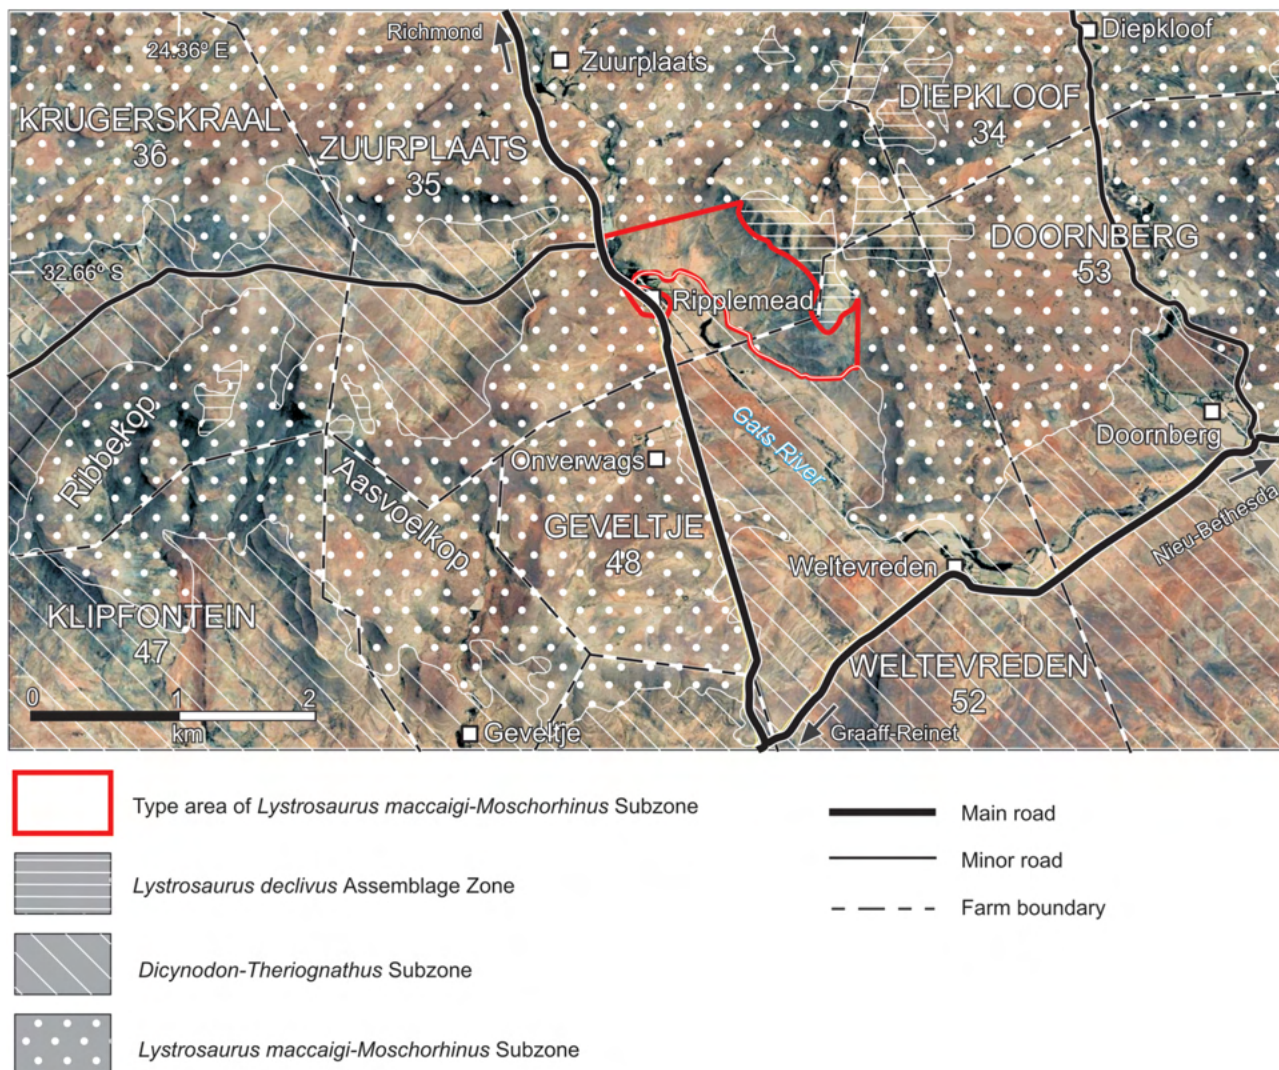 Richmond
24.36º E
Zuurplaats
Diepkloof
KRUGERSKRAAL
36
ZUURPLAATS
35
DIEPKLOOF
34
DOORNBERG
53
32.66º S
Ripplemead
Gats River
Ribbekop
Aasvoelkop
Onverwags
Doornberg
GEVELTJE
48
Nieu-Bethesda
Weltevreden
KLIPFONTEIN
47
WELTEVREDEN
52
0 1 2
km
Geveltje
Graaff-Reinet
Type area of Lystrosaurus maccaigi-Moschorhinus Subzone
Lystrosaurus declivus Assemblage Zone
Dicynodon-Theriognathus Subzone
Lystrosaurus maccaigi-Moschorhinus Subzone
Main road
Minor road
Farm boundary